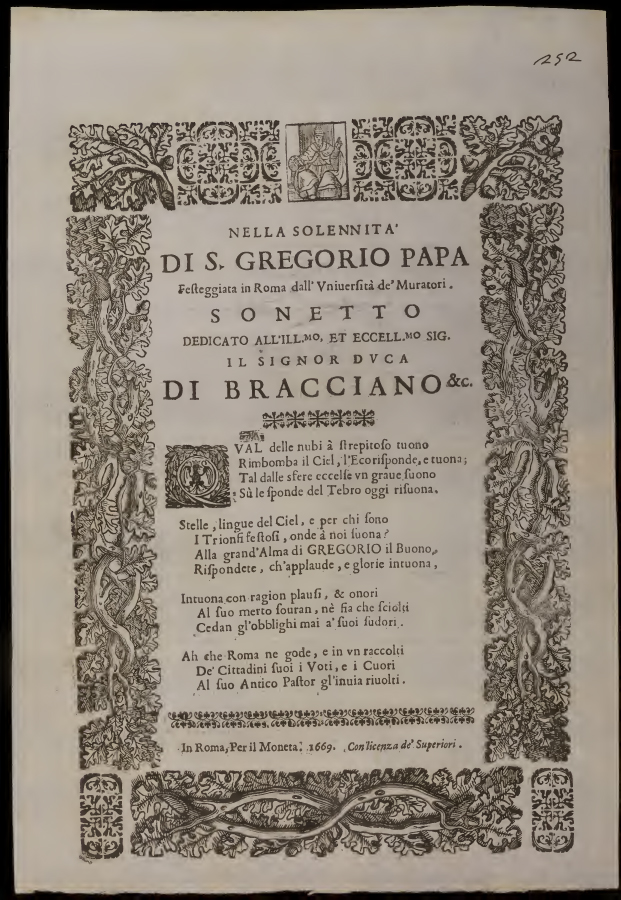 252
NELLA SOLENNITA'
DI S. GREGORIO PAPA
Feſteggiata in Roma dall' Vniuerſità de' Muratori.
SONETTO
DEDICATO ALL'ILL.MO, ET ECCELL.MO SIG.
IL SIGNOR DVCA
DI BRACCIANO &c.
QVAL delle nubi à ſtrepitoſo tuono
Rimbomba il Ciel, l'Eco riſponde, e tuona;
Tal dalle sfere eccelſe vn graue ſuono
Sù le ſponde del Tebro oggi riſuona.
Stelle, lingue del Ciel, e per chi ſono
I Trionfi feſtoſi, onde à noi ſuona?
Alla grand'Alma di GREGORIO il Buono,
Riſpondete, ch'applaude, e glorie intuona,
Intuona con ragion plauſi, & onori
Al ſuo merto ſouran, nè fia che ſciolti
Cedan gl'obblighi mai a' ſuoi ſudori.
Ah che Roma ne gode, e in vn raccolti
De' Cittadini ſuoi i Voti, e i Cuori
Al ſuo Antico Paſtor gl'inuia riuolti.
In Roma, Per il Moneta. 1669. Con licenza de' Superiori.